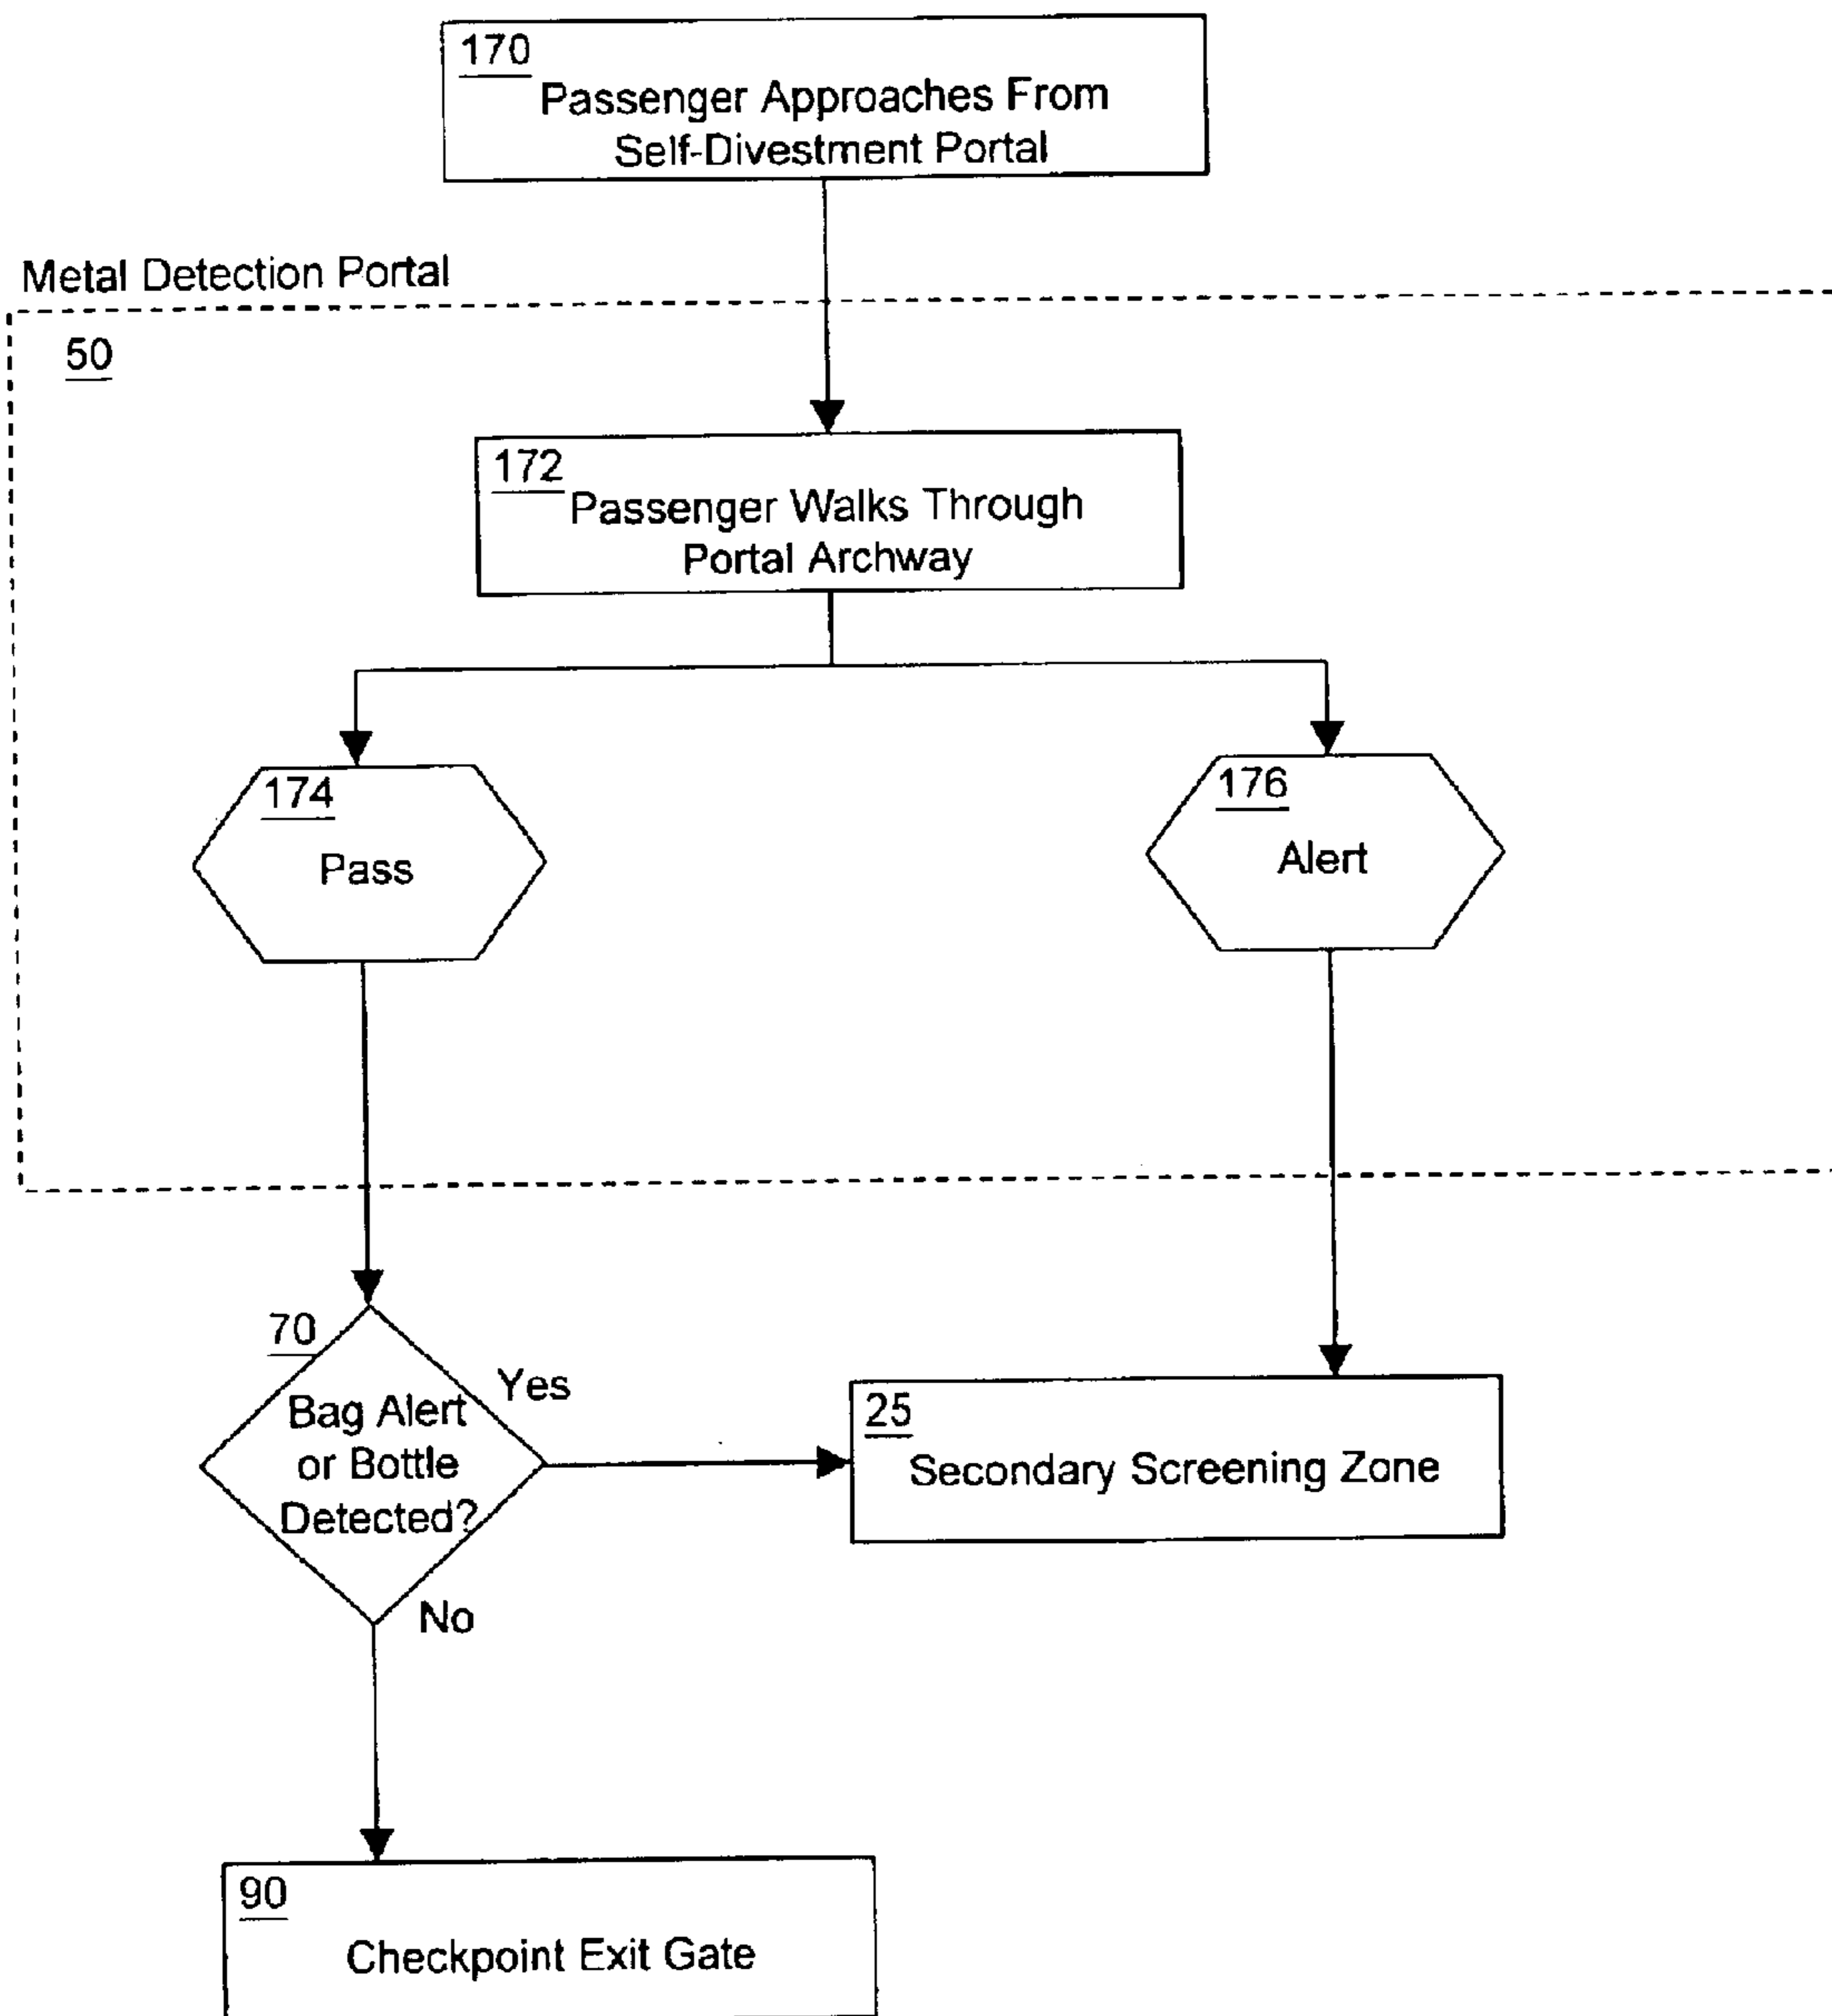 170
Passenger Approaches From
Self-Divestment Portal
Metal Detection Portal
50
172
Passenger Walks Through
Portal Archway
174
Pass
176
Alert
70
Bag Alert
or Bottle
Detected?
Yes
No
25
Secondary Screening Zone
90
Checkpoint Exit Gate